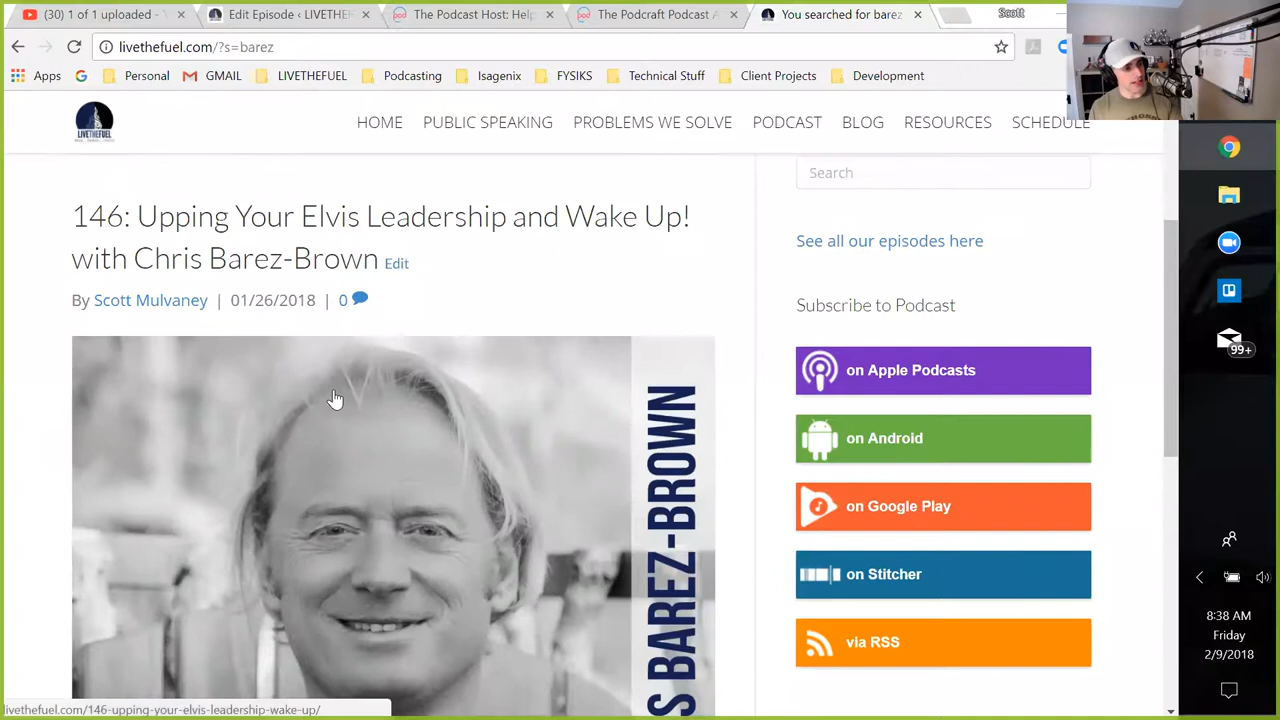 (30) 1 of 1 uploaded -
Edit Episode ‹ LIVETHEF
The Podcast Host: Help
The Podcraft Podcast A
You searched for barez
Scott
livethefuel.com/?s=barez
Apps
Personal
GMAIL
LIVETHEFUEL
Podcasting
Isagenix
FYSIKS
Technical Stuff
Client Projects
Development
LIVETHEFUEL
HOME
PUBLIC SPEAKING
PROBLEMS WE SOLVE
PODCAST
BLOG
RESOURCES
SCHEDULE
Search
146: Upping Your Elvis Leadership and Wake Up!
with Chris Barez-Brown Edit
By Scott Mulvaney | 01/26/2018 | 0
See all our episodes here
Subscribe to Podcast
on Apple Podcasts
on Android
on Google Play
on Stitcher
via RSS
S BAREZ-BROWN
99+
8:38 AM
Friday
2/9/2018
livethefuel.com/146-upping-your-elvis-leadership-wake-up/